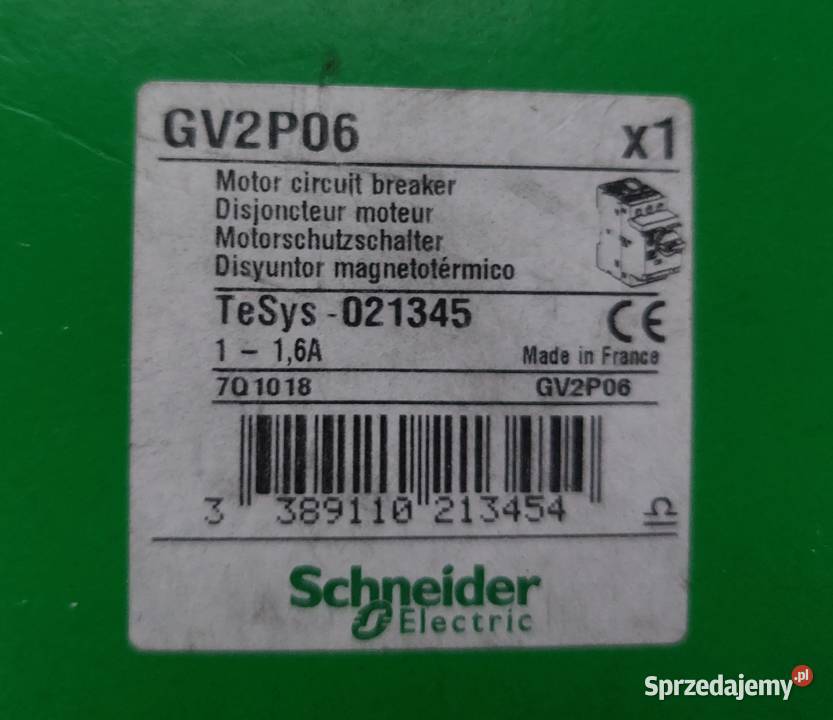 GV2P06 x1
Motor circuit breaker
Disjoncteur moteur
Motorschutzschalter
Disyuntor magnetotérmico
TeSys - 021345 CE
1 – 1,6A Made in France
7Q1018 GV2P06
3 389110 213454
Schneider
Electric
Sprzedajemy.pl